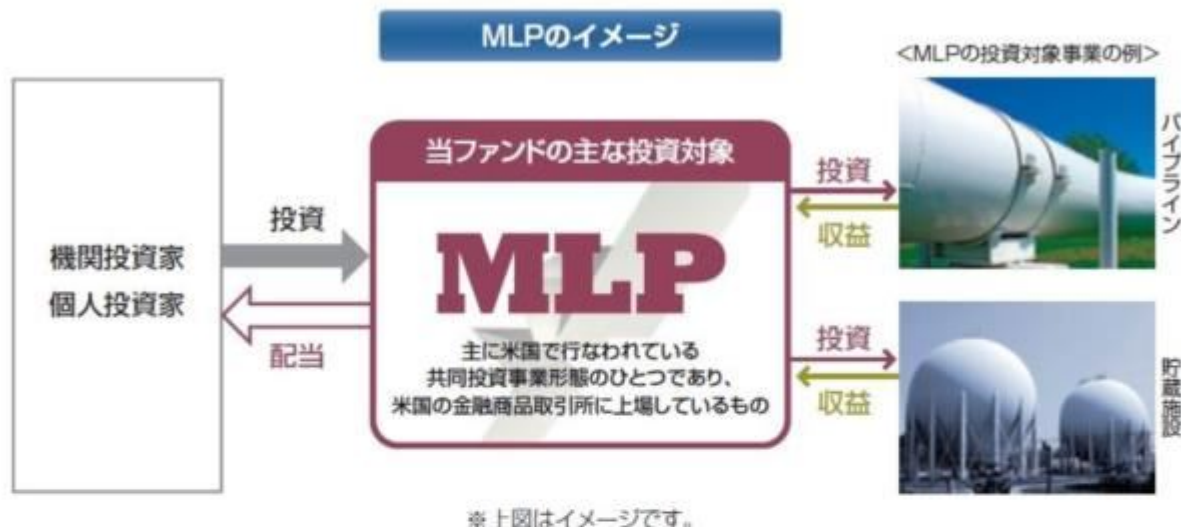 MLPのイメージ
<MLPの投資対象事業の例>
機関投資家
個人投資家
投資
配当
当ファンドの主な投資対象
MLP
主に米国で行なわれている
共同投資事業形態のひとつであり、
米国の金融商品取引所に上場しているもの
投資
収益
パイプライン
投資
収益
貯蔵施設
※上図はイメージです。